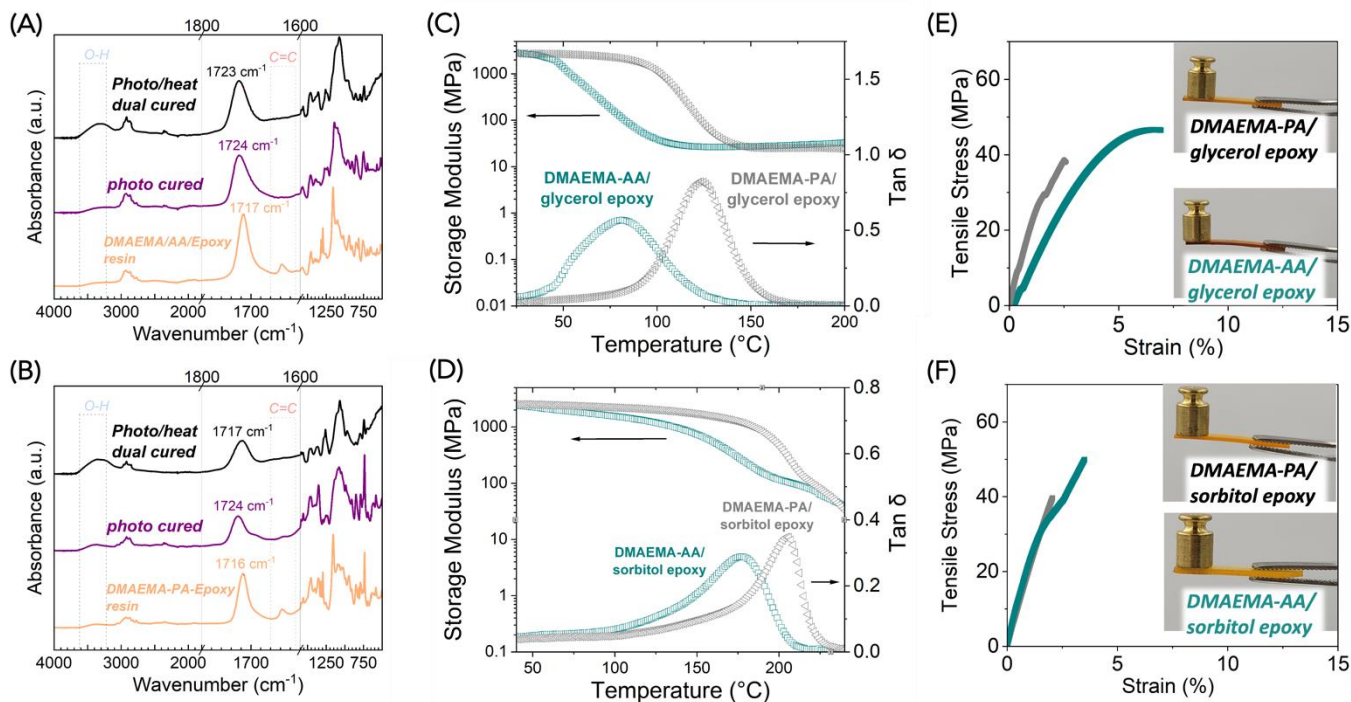 (A)
1800
1600
O-H
C=C
Photo/heat
dual cured
1723 cm⁻¹
1724 cm⁻¹
photo cured
1717 cm⁻¹
DMAEMA/AA/Epoxy
resin
Absorbance (a.u.)
4000
3000
2000
1700
1250
750
Wavenumber (cm⁻¹)
(B)
1800
1600
O-H
C=C
Photo/heat
dual cured
1717 cm⁻¹
1724 cm⁻¹
photo cured
1716 cm⁻¹
DMAEMA-PA-Epoxy
resin
Absorbance (a.u.)
4000
3000
2000
1700
1250
750
Wavenumber (cm⁻¹)
(C)
Storage Modulus (MPa)
1000
100
10
1
0.1
0.01
DMAEMA-AA/
glycerol epoxy
DMAEMA-PA/
glycerol epoxy
1.5
1.0
0.5
0.0
Tan δ
50
75
100
125
150
175
200
Temperature (°C)
(D)
Storage Modulus (MPa)
1000
100
10
1
0.1
DMAEMA-PA/
sorbitol epoxy
DMAEMA-AA/
sorbitol epoxy
0.8
0.6
0.4
0.2
0.0
Tan δ
50
75
100
125
150
175
200
Temperature (°C)
(E)
Tensile Stress (MPa)
60
40
20
0
DMAEMA-PA/
glycerol epoxy
DMAEMA-AA/
glycerol epoxy
0
5
10
15
Strain (%)
(F)
Tensile Stress (MPa)
60
40
20
0
DMAEMA-PA/
sorbitol epoxy
DMAEMA-AA/
sorbitol epoxy
0
5
10
15
Strain (%)